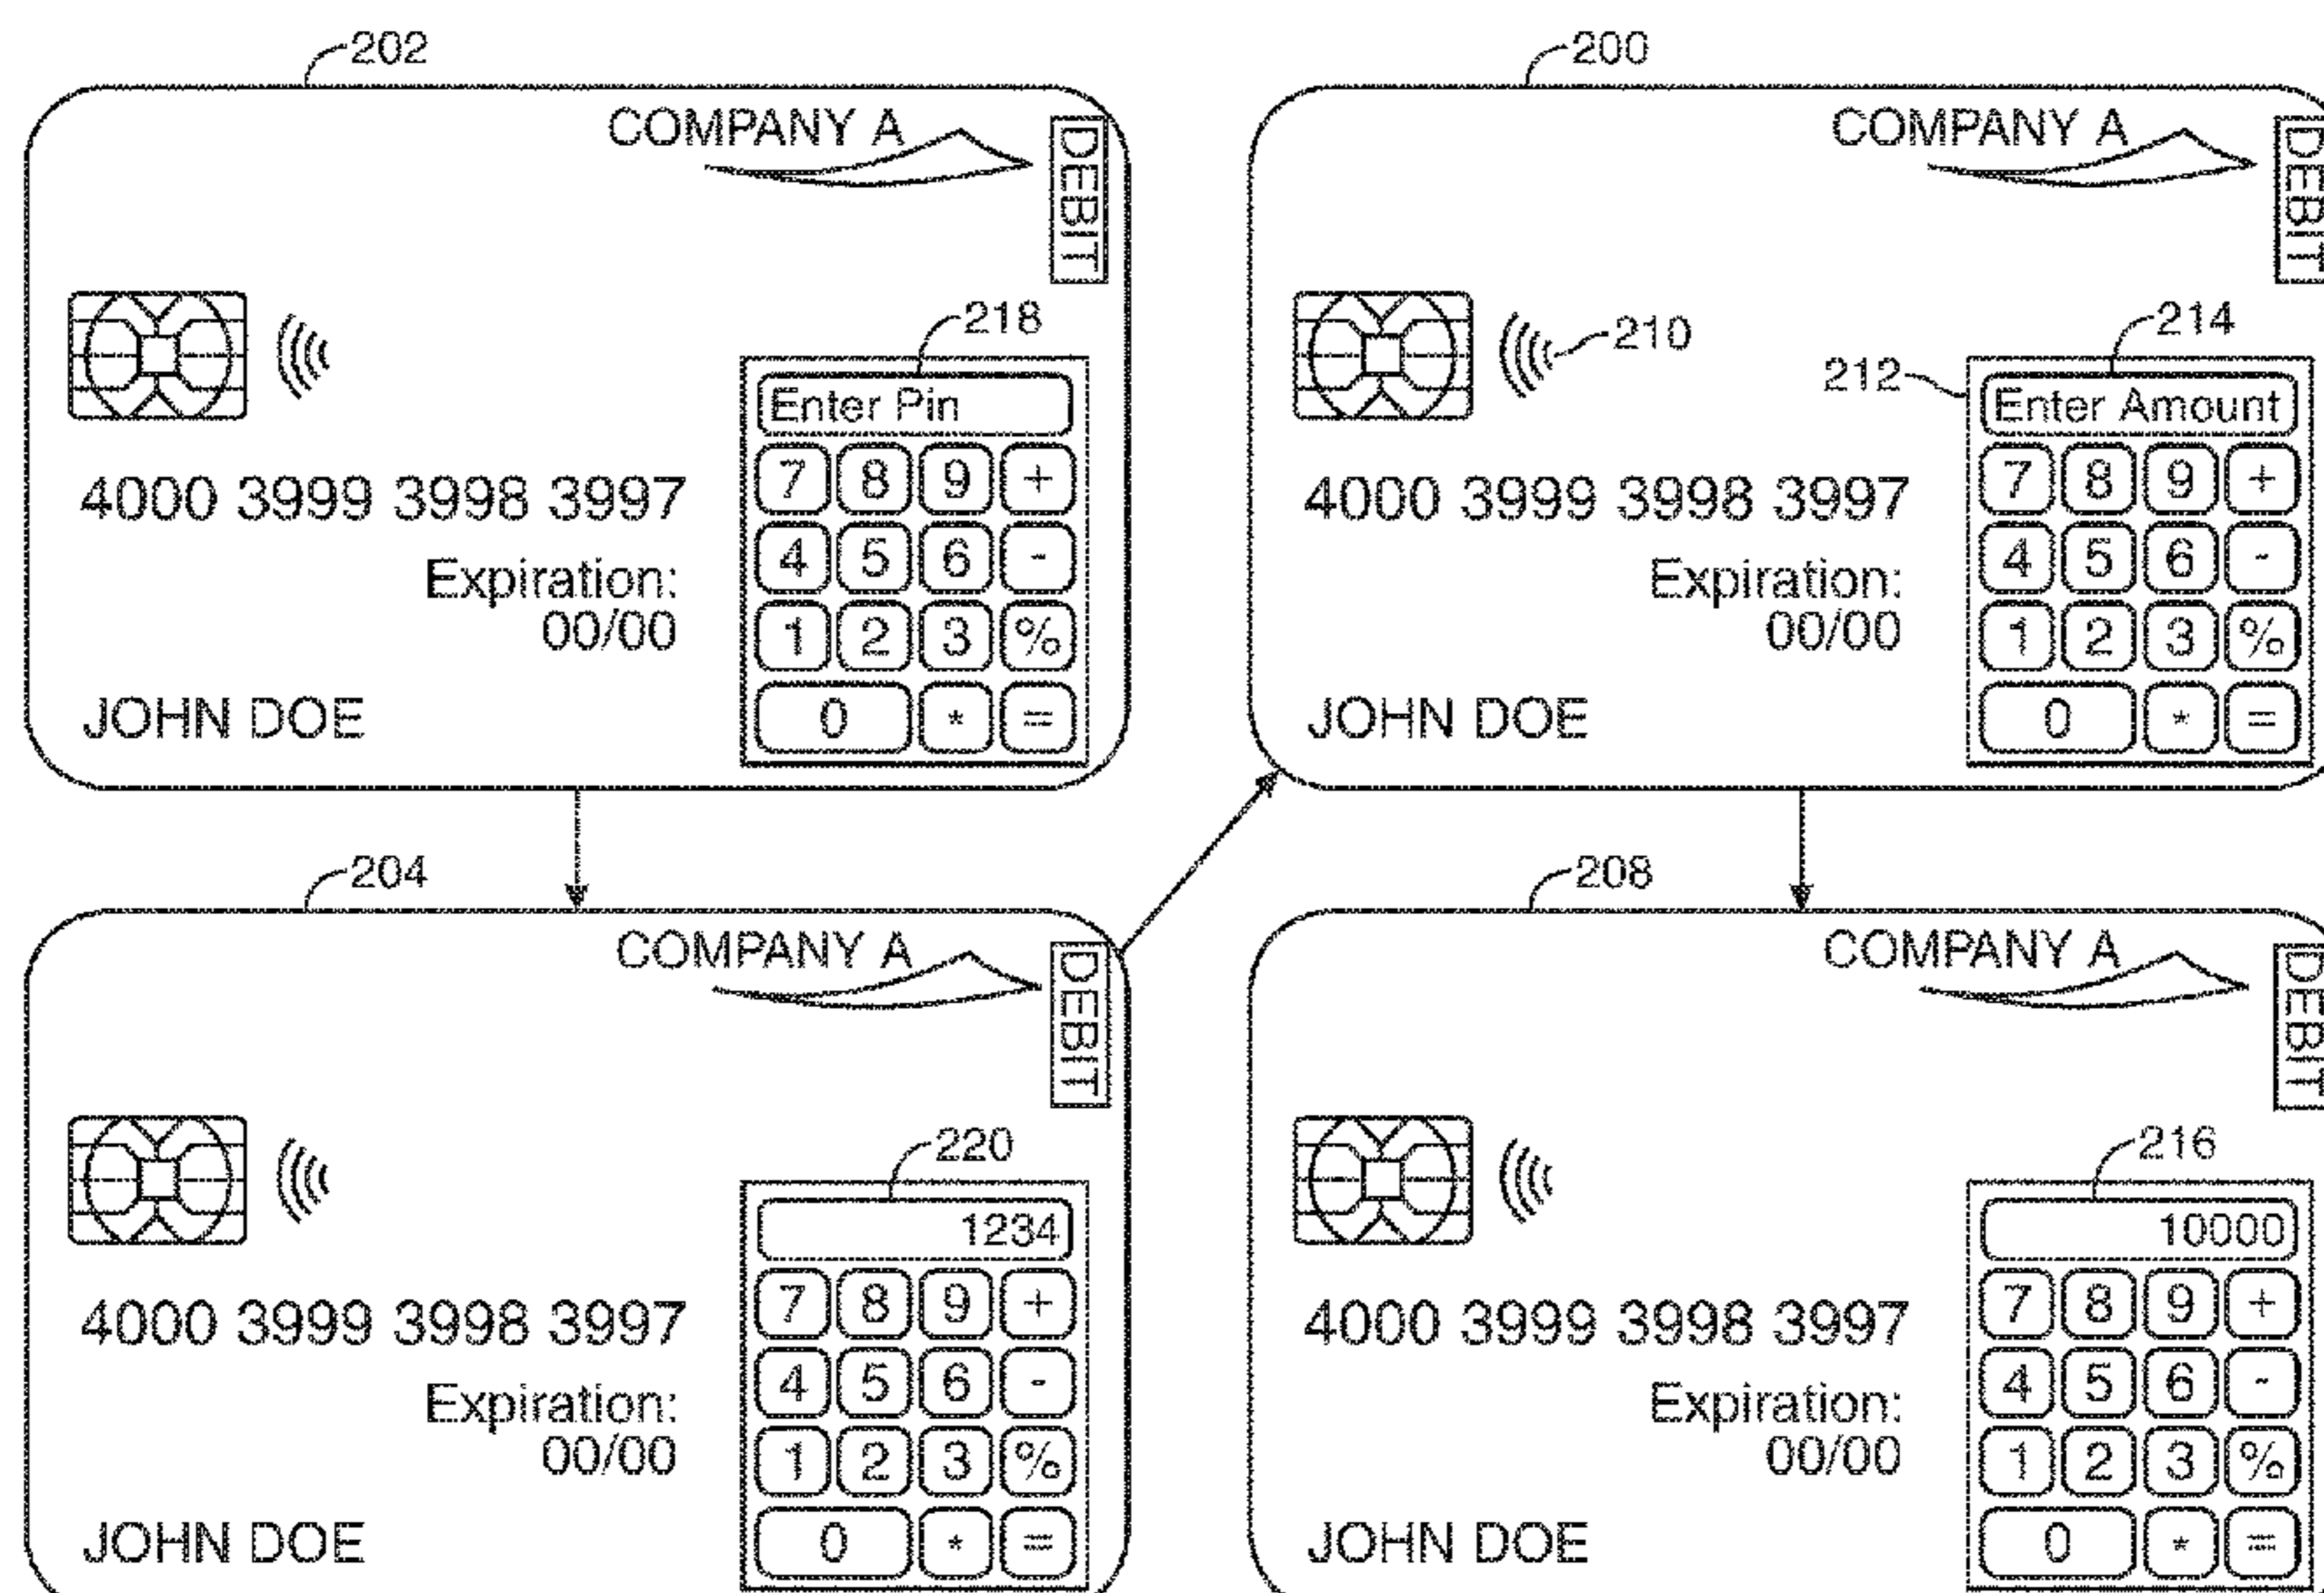 202
COMPANY A
DEBIT
218
Enter Pin
7 8 9 +
4000 3999 3998 3997
4 5 6 -
Expiration:
00/00
1 2 3 %
JOHN DOE
0 * =
200
COMPANY A
DEBIT
210
214
212
Enter Amount
7 8 9 +
4000 3999 3998 3997
4 5 6 -
Expiration:
00/00
1 2 3 %
JOHN DOE
0 * =
204
COMPANY A
DEBIT
220
1234
7 8 9 +
4000 3999 3998 3997
4 5 6 -
Expiration:
00/00
1 2 3 %
JOHN DOE
0 * =
208
COMPANY A
DEBIT
216
10000
7 8 9 +
4000 3999 3998 3997
4 5 6 -
Expiration:
00/00
1 2 3 %
JOHN DOE
0 * =